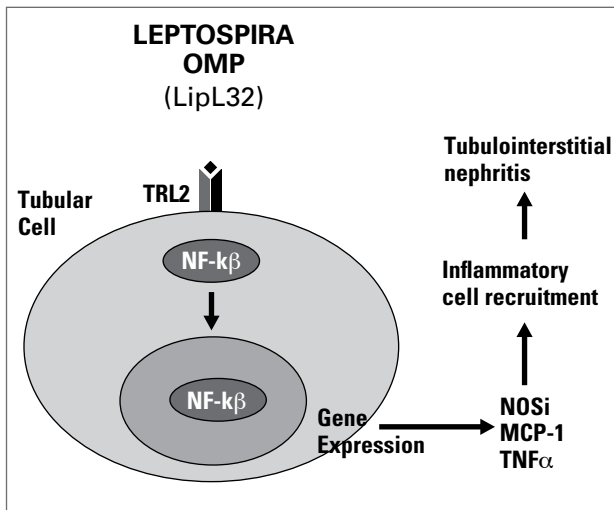 LEPTOSPIRA
OMP
(LipL32)
TRL2
Tubular
Cell
NF-kβ
NF-kβ
Gene
Expression
NOSi
MCP-1
TNFα
Inflammatory
cell recruitment
Tubulointerstitial
nephritis